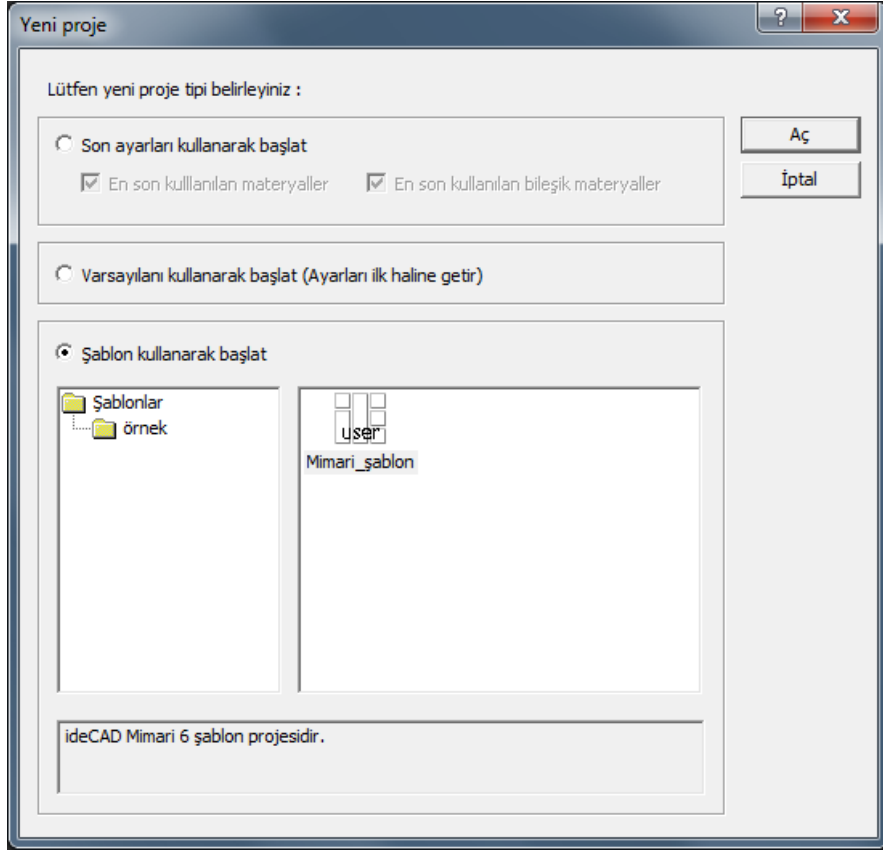 Yeni proje
Lütfen yeni proje tipi belirleyiniz :
Son ayarları kullanarak başlat
En son kulllanılan materyaller
En son kullanılan bileşik materyaller
Aç
İptal
Varsayılanı kullanarak başlat (Ayarları ilk haline getir)
Şablon kullanarak başlat
Şablonlar
örnek
user
Mimari_şablon
ideCAD Mimari 6 şablon projesidir.